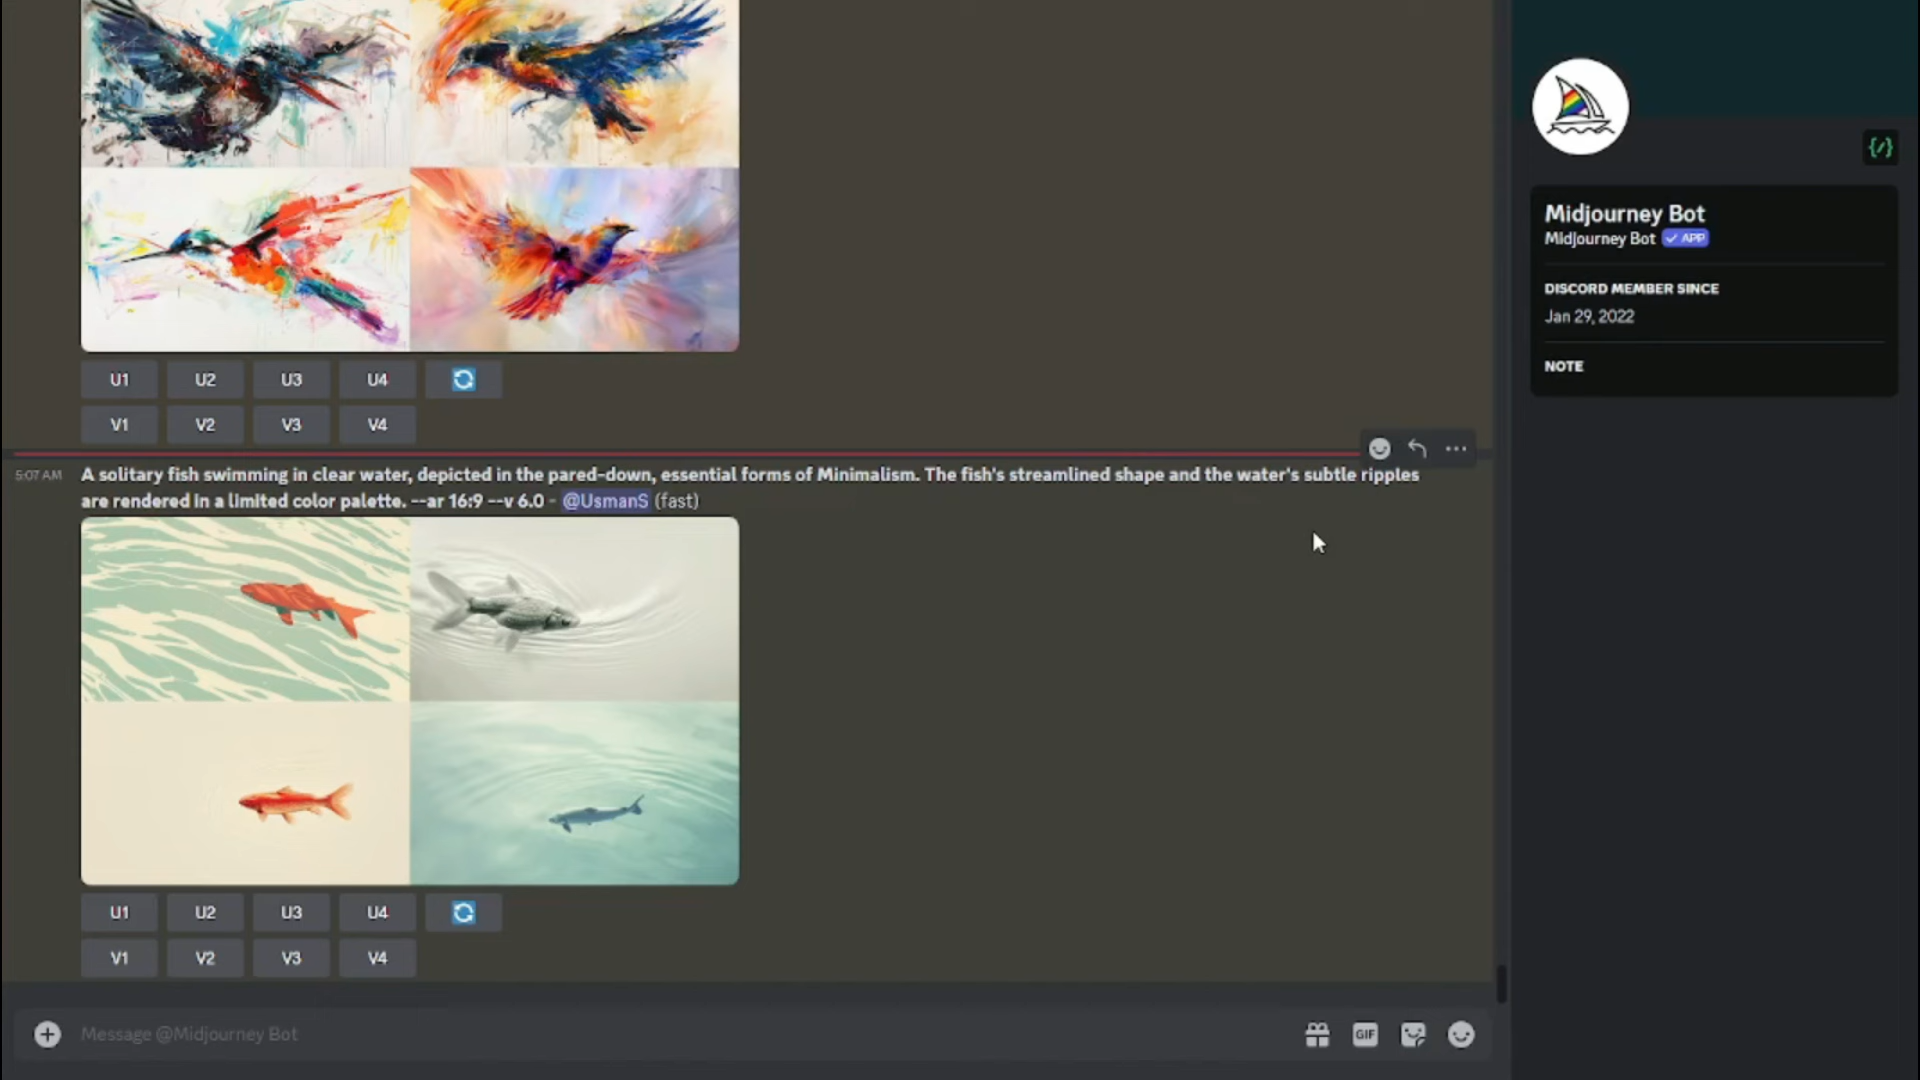 U1 U2 U3 U4
V1 V2 V3 V4
5:07 AM A solitary fish swimming in clear water, depicted in the pared-down, essential forms of Minimalism. The fish's streamlined shape and the water's subtle ripples
are rendered in a limited color palette. --ar 16:9 --v 6.0 - @UsmanS (fast)
U1 U2 U3 U4
V1 V2 V3 V4
Message @Midjourney Bot
GIF
{/}
Midjourney Bot
Midjourney Bot ✓ APP
DISCORD MEMBER SINCE
Jan 29, 2022
NOTE